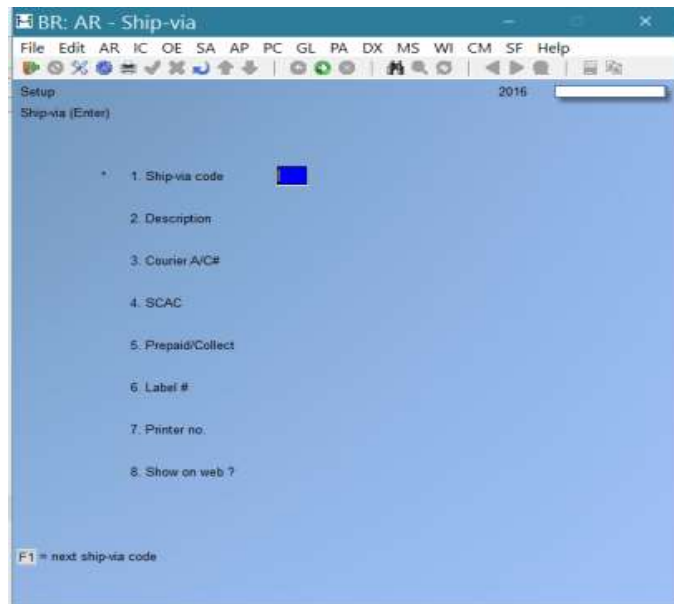 BR: AR - Ship-via
File Edit AR IC OE SA AP PC GL PA DX MS WI CM SF Help
Setup 2016
Ship-via (Enter)
* 1. Ship-via code
2. Description
3. Courier A/C#
4. SCAC
5. Prepaid/Collect
6. Label #
7. Printer no.
8. Show on web ?
F1 = next ship-via code